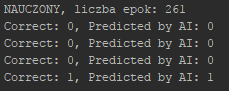 NAUCZONY, liczba epok: 261
Correct: 0, Predicted by AI: 0
Correct: 0, Predicted by AI: 0
Correct: 0, Predicted by AI: 0
Correct: 1, Predicted by AI: 1